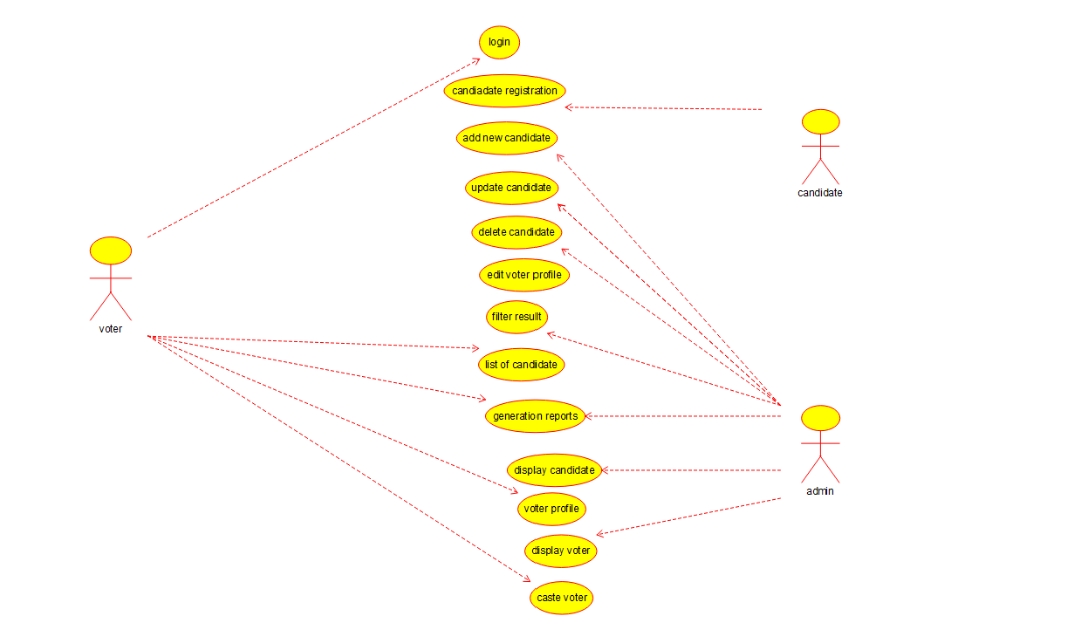 login
candiadate registration
add new candidate
candidate
update candidate
delete candidate
edit voter profile
filter result
voter
list of candidate
generation reports
display candidate
admin
voter profile
display voter
caste voter